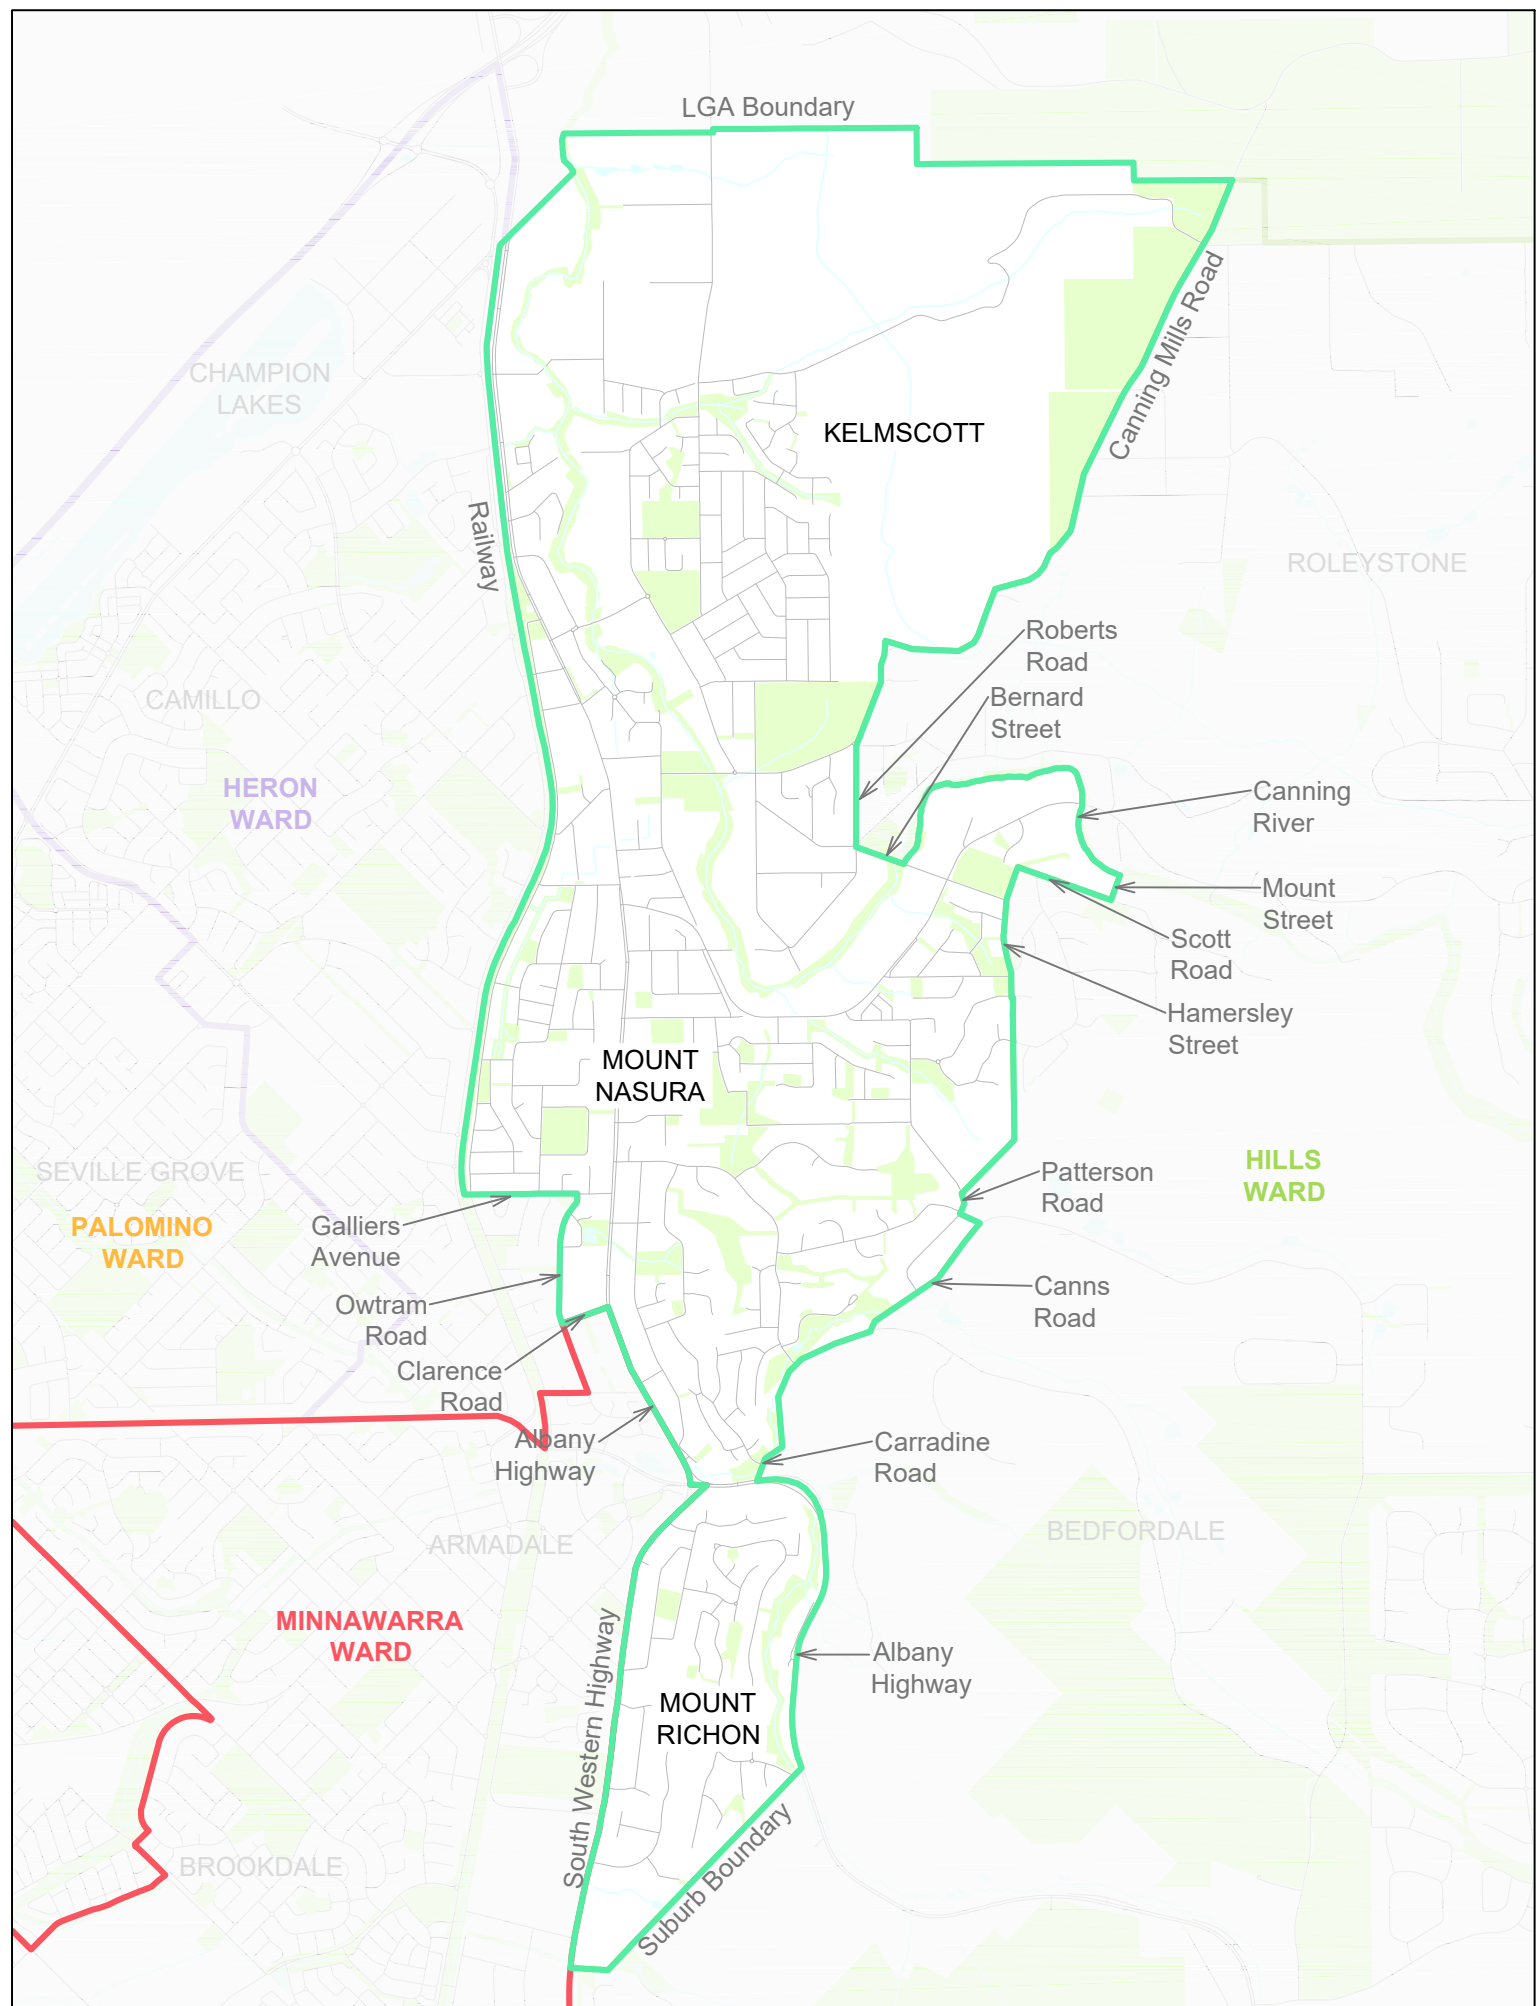 LGA Boundary
Canning Mills Road
CHAMPION
LAKES
KELMSCOTT
Railway
ROLEYSTONE
Roberts
Road
Bernard
Street
CAMILLO
HERON
WARD
Canning
River
Mount
Street
Scott
Road
Hamersley
Street
MOUNT
NASURA
SEVILLE GROVE
Patterson
Road
HILLS
WARD
PALOMINO
WARD
Galliers
Avenue
Owtram
Road
Canns
Road
Clarence
Road
Albany
Highway
Carradine
Road
ARMADALE
BEDFORDALE
MINNAWARRA
WARD
South Western Highway
Albany
Highway
MOUNT
RICHON
Suburb Boundary
BROOKDALE